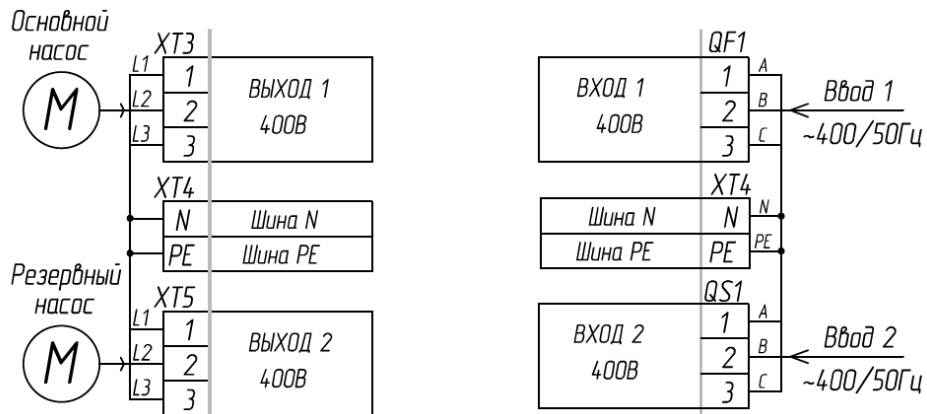 Основной
насос
M
XT3
L1
L2
L3
1
2
3
ВЫХОД 1
400В
XT4
N
Шина N
PE
Шина PE
Резервный
насос
M
XT5
L1
L2
L3
1
2
3
ВЫХОД 2
400В
QF1
ВХОД 1
400В
1
2
3
A
B
C
Ввод 1
~400/50Гц
XT4
Шина N
N
N
Шина PE
PE
PE
QS1
ВХОД 2
400В
1
2
3
A
B
C
Ввод 2
~400/50Гц